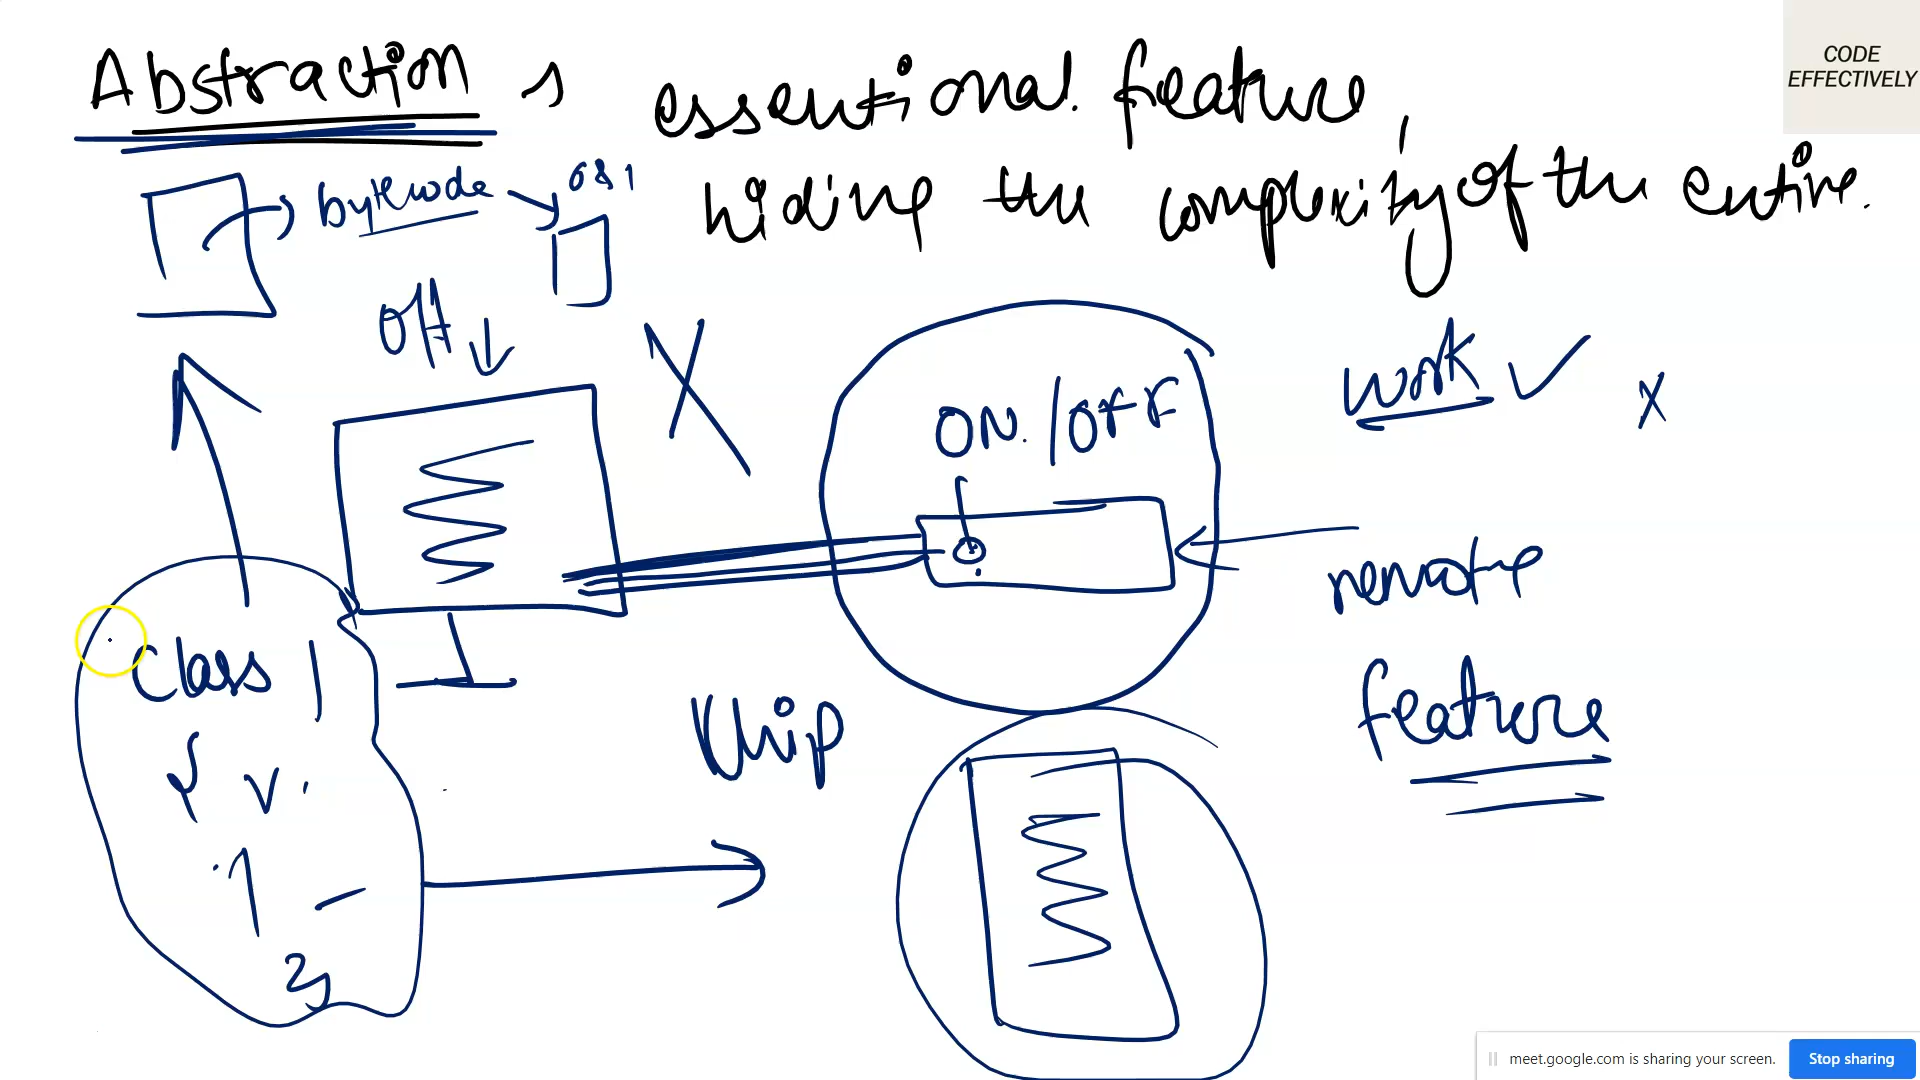 Abstraction
essentional feature,
CODE
EFFECTIVELY
hiding the complexity of the entire.
bytecode
0 & 1
off
ON/OFF
work
remote
feature
class
chip
meet.google.com is sharing your screen.
Stop sharing